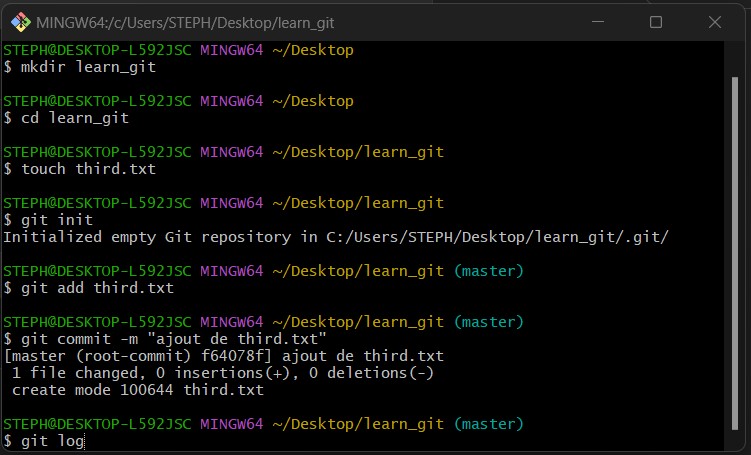 MINGW64:/c/Users/STEPH/Desktop/learn_git
STEPH@DESKTOP-L592JSC MINGW64 ~/Desktop
$ mkdir learn_git
STEPH@DESKTOP-L592JSC MINGW64 ~/Desktop
$ cd learn_git
STEPH@DESKTOP-L592JSC MINGW64 ~/Desktop/learn_git
$ touch third.txt
STEPH@DESKTOP-L592JSC MINGW64 ~/Desktop/learn_git
$ git init
Initialized empty Git repository in C:/Users/STEPH/Desktop/learn_git/.git/
STEPH@DESKTOP-L592JSC MINGW64 ~/Desktop/learn_git (master)
$ git add third.txt
STEPH@DESKTOP-L592JSC MINGW64 ~/Desktop/learn_git (master)
$ git commit -m "ajout de third.txt"
[master (root-commit) f64078f] ajout de third.txt
 1 file changed, 0 insertions(+), 0 deletions(-)
 create mode 100644 third.txt
STEPH@DESKTOP-L592JSC MINGW64 ~/Desktop/learn_git (master)
$ git log